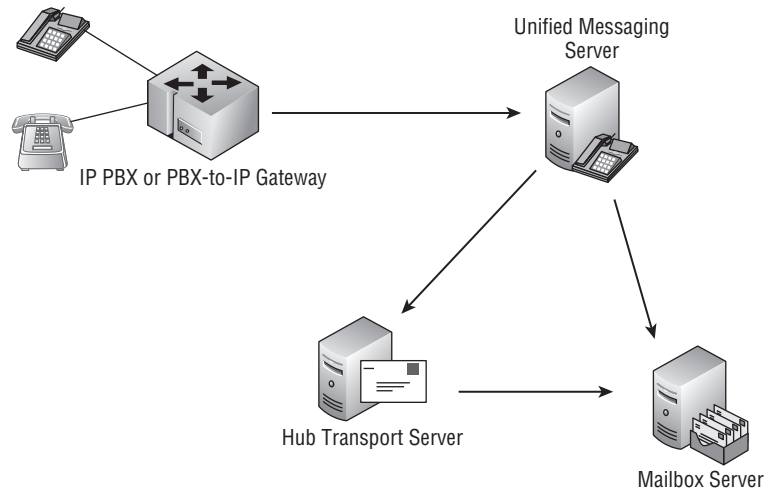 Unified Messaging
Server
IP PBX or PBX-to-IP Gateway
Hub Transport Server
Mailbox Server